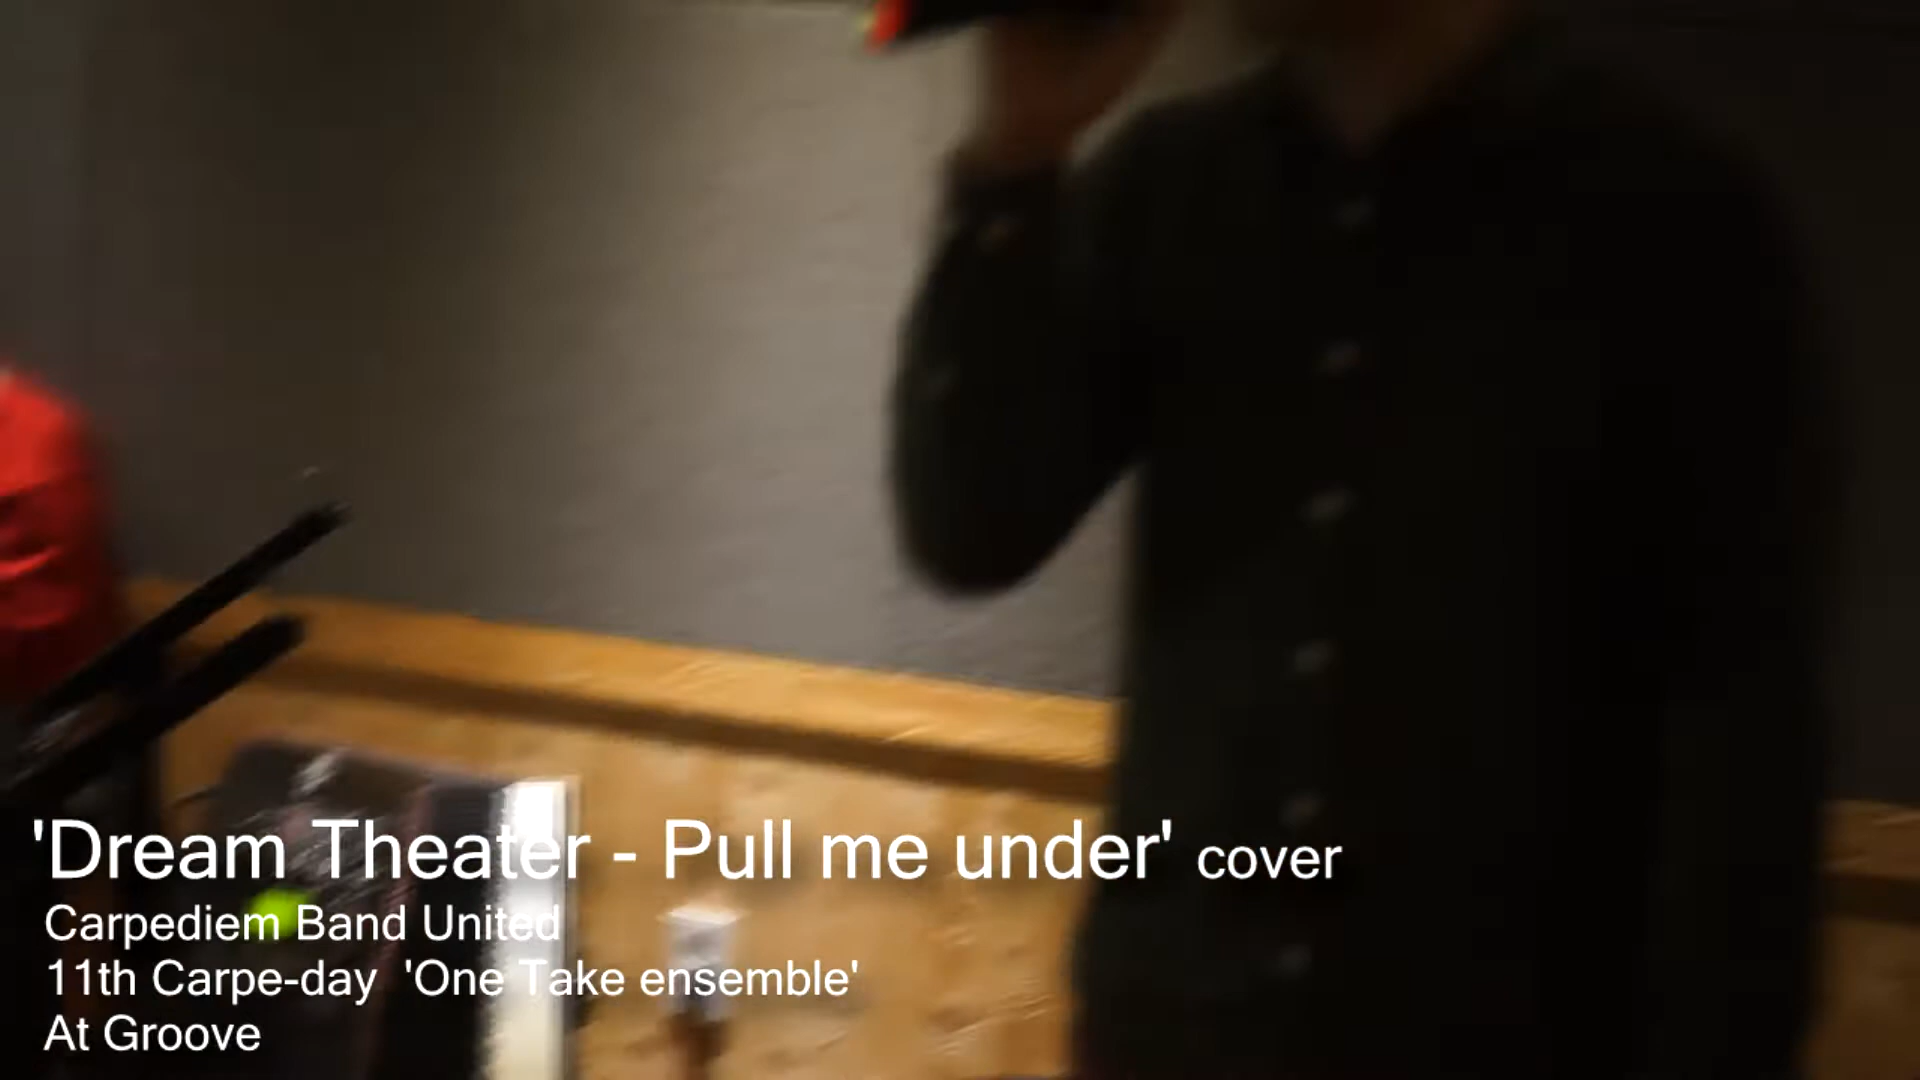 'Dream Theater - Pull me under' cover
Carpediem Band United
11th Carpe-day 'One Take ensemble'
At Groove